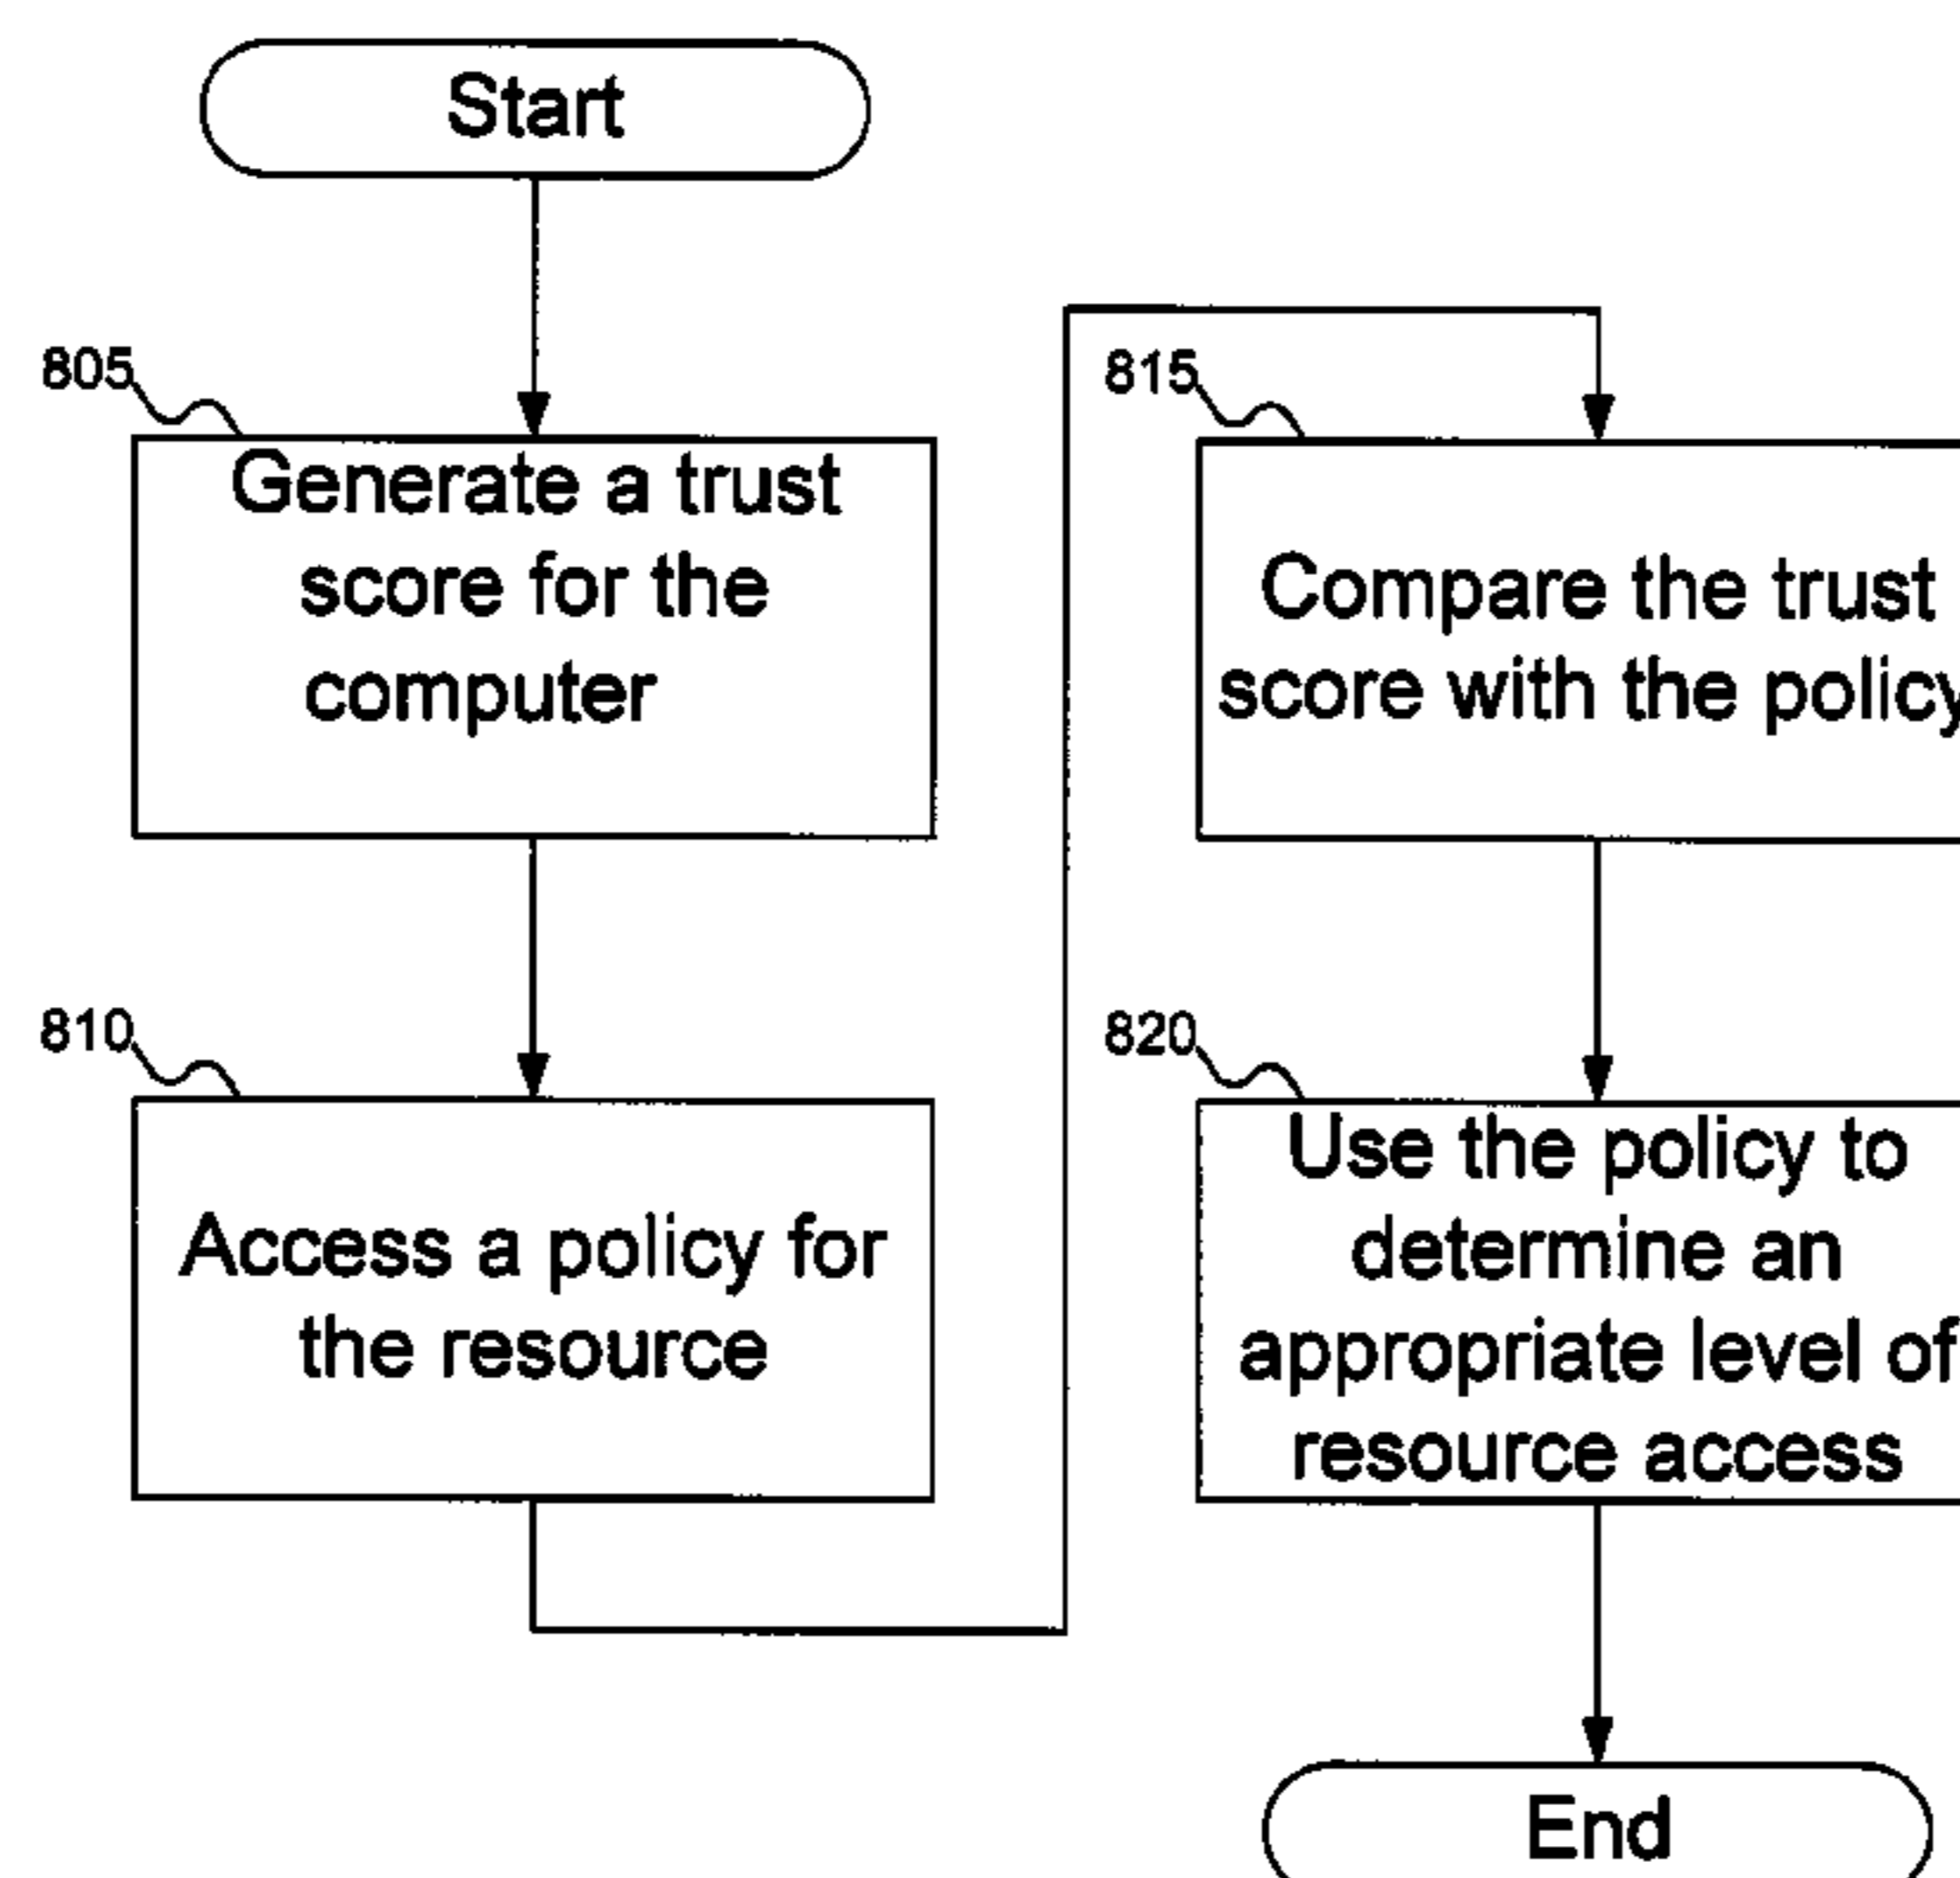 Start
805
Generate a trust
score for the
computer
810
Access a policy for
the resource
815
Compare the trust
score with the policy
820
Use the policy to
determine an
appropriate level of
resource access
End